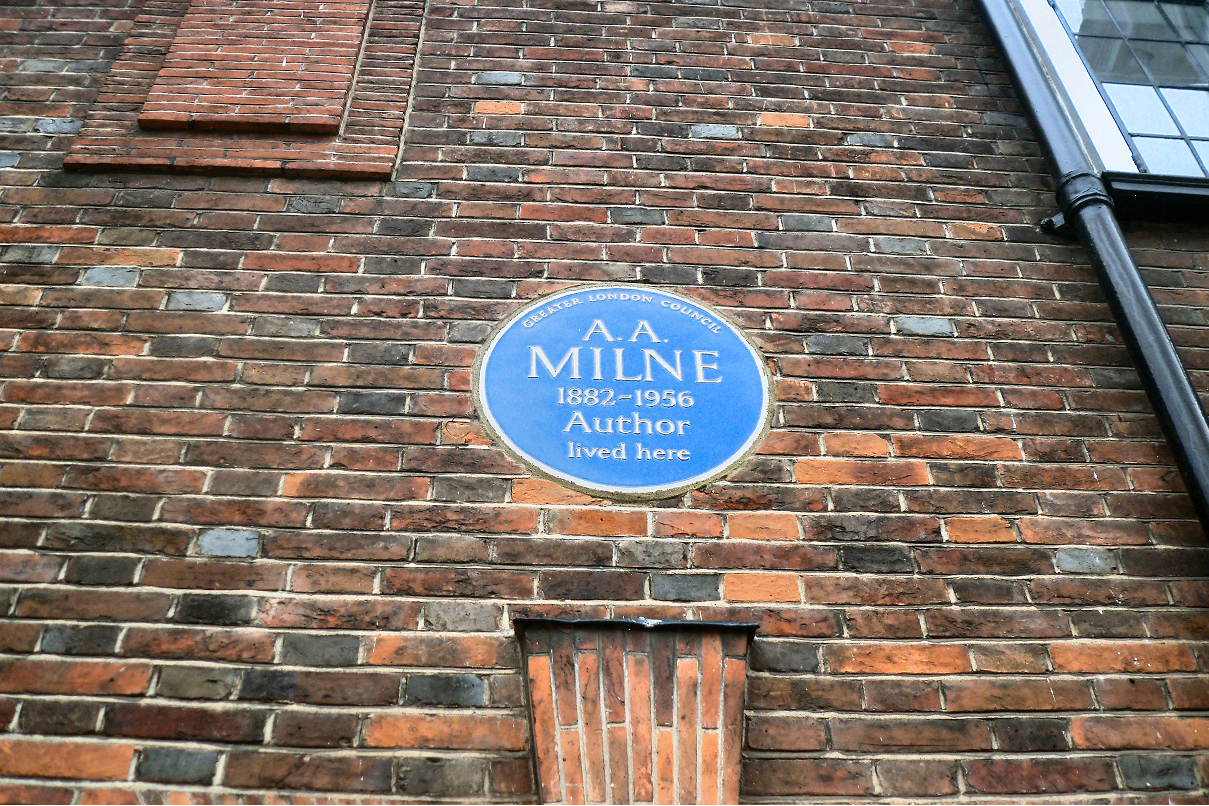 GREATER LONDON COUNCIL
A.A.
MILNE
1882-1956
Author
lived here